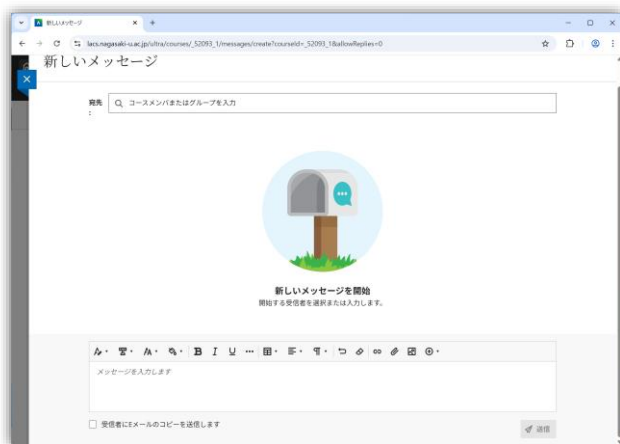 新しいメッセージ
lacs.nagasaki-u.ac.jp/ultra/courses/_52093_1/messages/create?courseId=_52093_1&allowReplies=0
新しいメッセージ
宛先
:
コースメンバまたはグループを入力
新しいメッセージを開始
開始する受信者を選択または入力します。
B I U
メッセージを入力します
受信者にEメールのコピーを送信します
送信